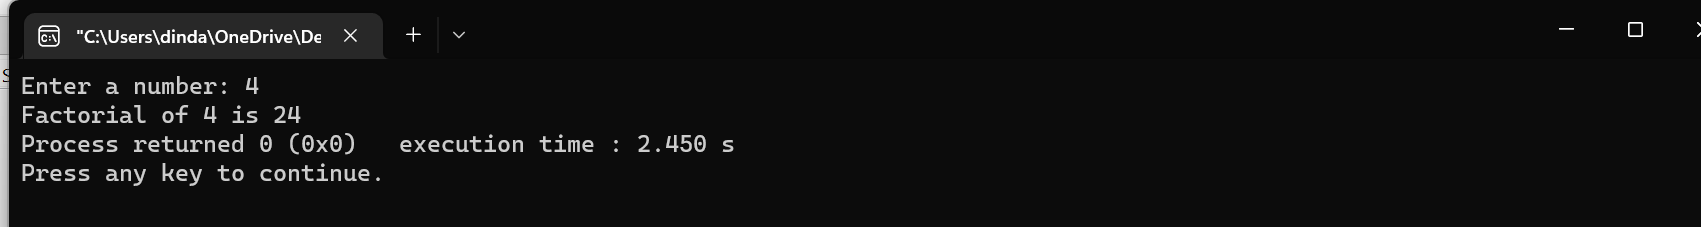 "C:\Users\dinda\OneDrive\De
Enter a number: 4
Factorial of 4 is 24
Process returned 0 (0x0)   execution time : 2.450 s
Press any key to continue.